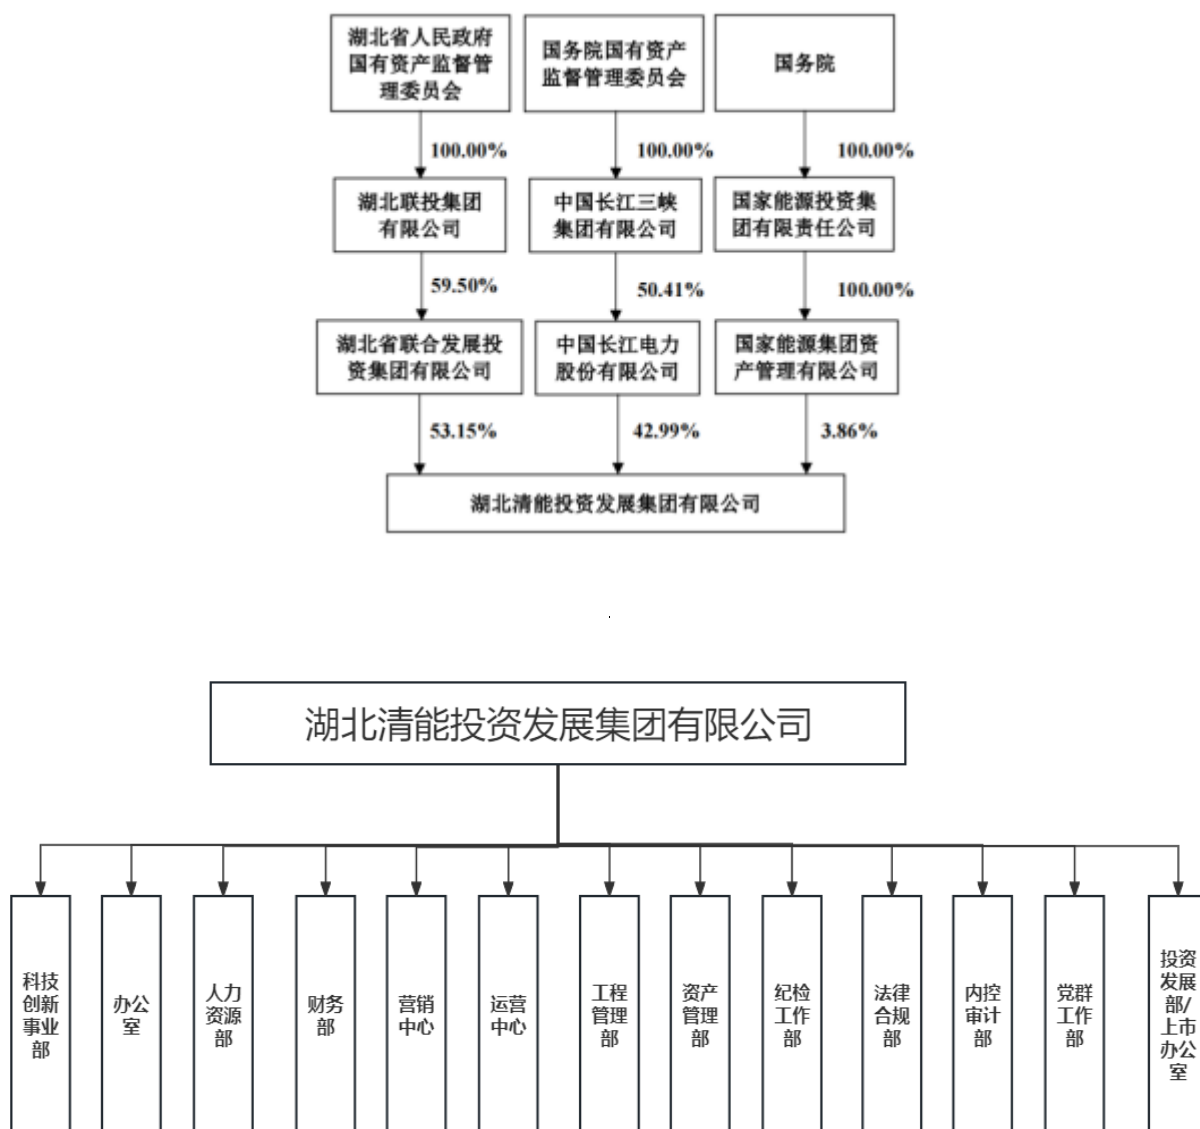 湖北省人民政府
国有资产监督管
理委员会
国务院国有资产
监督管理委员会
国务院
100.00%
100.00%
100.00%
湖北联投集团
有限公司
中国长江三峡
集团有限公司
国家能源投资集
团有限责任公司
59.50%
50.41%
100.00%
湖北省联合发展投
资集团有限公司
中国长江电力
股份有限公司
国家能源集团资
产管理有限公司
53.15%
42.99%
3.86%
湖北清能投资发展集团有限公司
湖北清能投资发展集团有限公司
科技
创新
事业
部
办公
室
人力
资源
部
财务
部
营销
中心
运营
中心
工程
管理
部
资产
管理
部
纪检
工作
部
法律
合规
部
内控
审计
部
党群
工作
部
投资
发展
部/
上市
办公
室